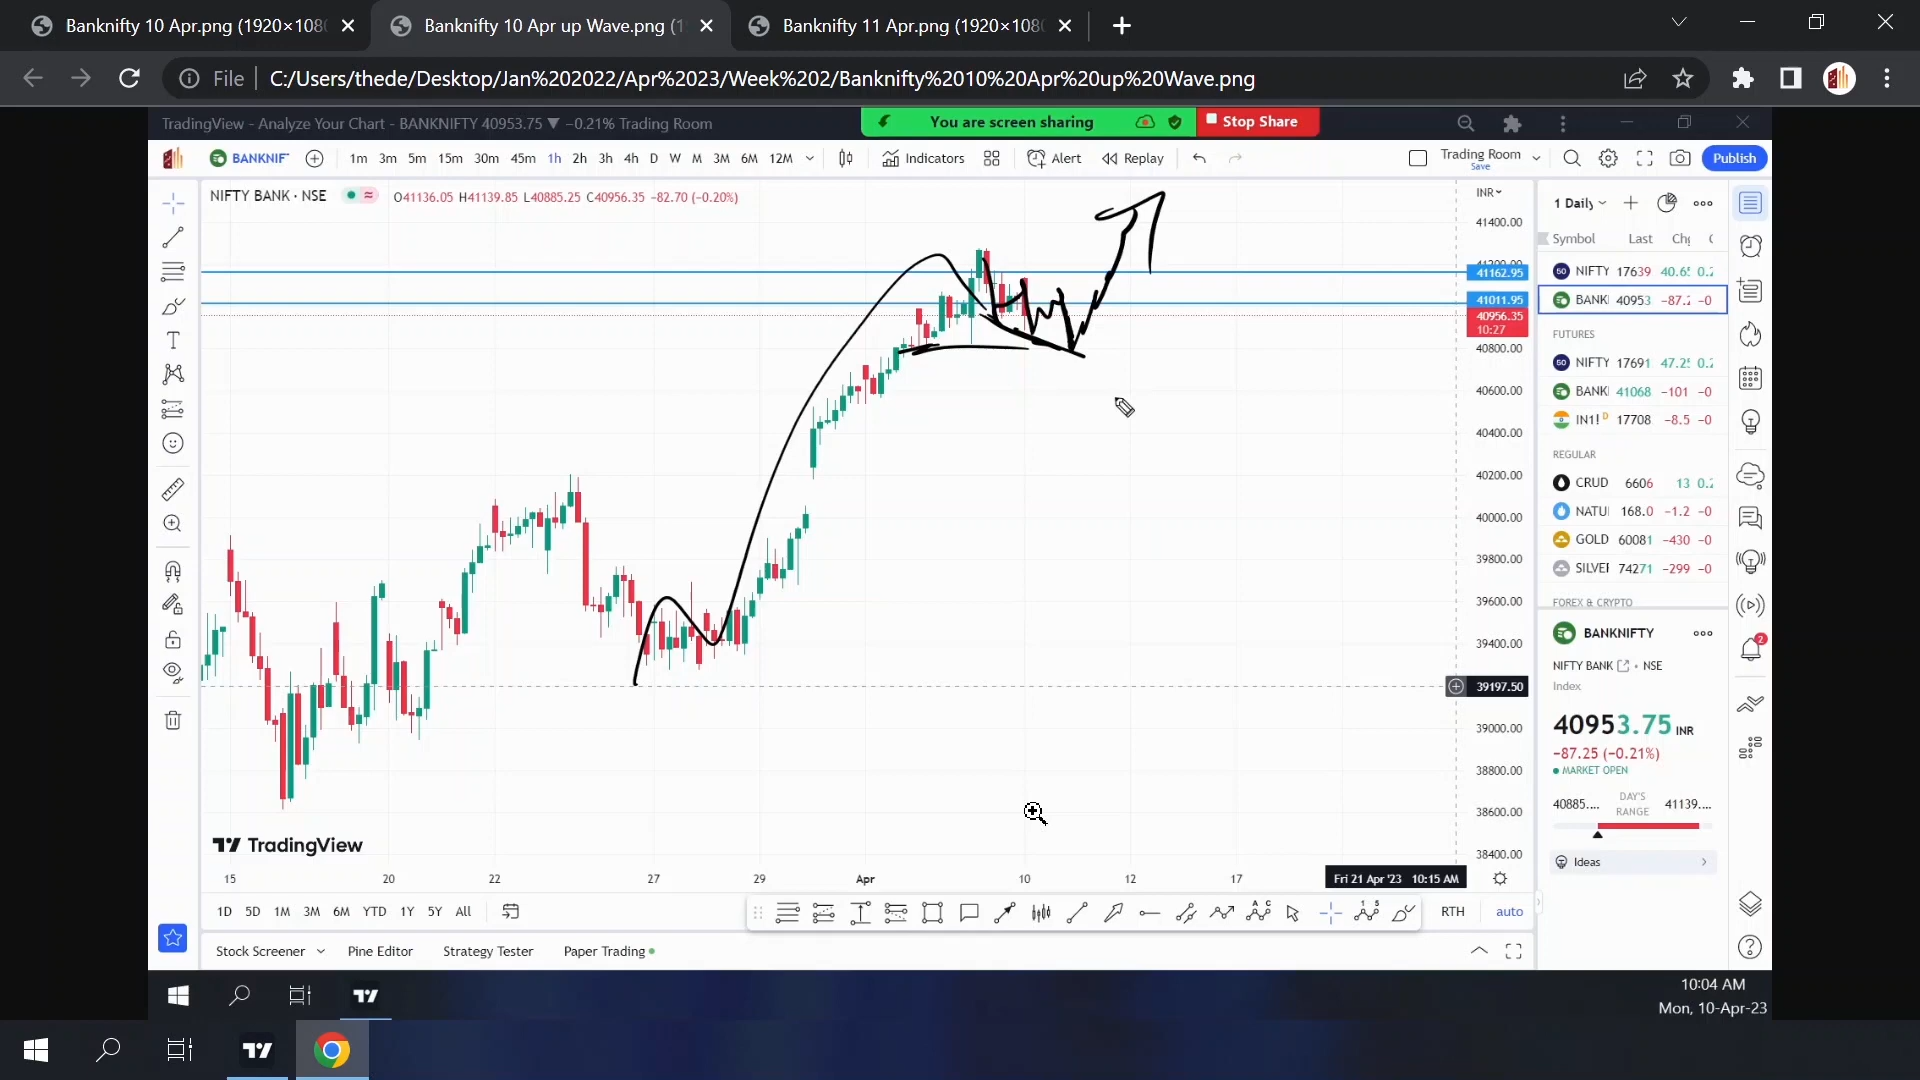 Banknifty 10 Apr.png (1920×108
Banknifty 10 Apr up Wave.png (1
Banknifty 11 Apr.png (1920×108
File
C:/Users/thede/Desktop/Jan%202022/Apr%2023/Week%202/Banknifty%2010%20Apr%20up%20Wave.png
TradingView - Analyze Your Chart - BANKNIFTY 40953.75 ▼ −0.21% Trading Room
You are screen sharing
Stop Share
BANKNIF
1m 3m 5m 15m 30m 45m 1h 2h 3h 4h D W M 3M 6M 12M
Indicators
Alert
Replay
Trading Room
Save
Publish
NIFTY BANK · NSE
O41136.05 H41139.85 L40885.25 C40956.35 −82.70 (−0.20%)
INR
41400.00
41200.00
41162.95
41011.95
40956.35
10:27
40800.00
40600.00
40400.00
40200.00
40000.00
39800.00
39600.00
39400.00
39197.50
39000.00
38800.00
38600.00
38400.00
1 Daily
Symbol Last Chg C
NIFTY 17639 40.65 0.2
BANKI 40953 −87.2 −0
FUTURES
NIFTY 17691 47.25 0.2
BANKI 41068 −101 −0
IN1! D 17708 −8.5 −0
REGULAR
CRUD 6606 13 0.2
NATUI 168.0 −1.2 −0
GOLD 60081 −430 −0
SILVEF 74271 −299 −0
FOREX & CRYPTO
BANKNIFTY
NIFTY BANK • NSE
Index
40953.75 INR
−87.25 (−0.21%)
MARKET OPEN
40885.... DAY'S RANGE 41139....
Ideas
TradingView
15 20 22 27 29 Apr 10 12 17
Fri 21 Apr '23 10:15 AM
1D 5D 1M 3M 6M YTD 1Y 5Y All
RTH
auto
Stock Screener
Pine Editor
Strategy Tester
Paper Trading
2
10:04 AM
Mon, 10-Apr-23